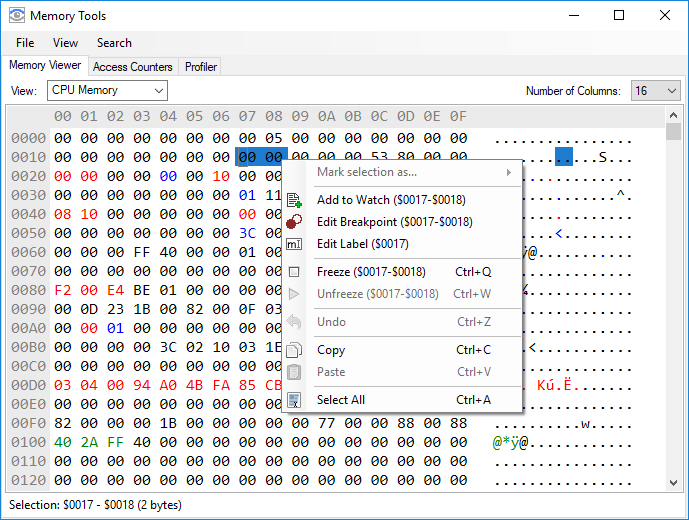 Memory Tools
File View Search
Memory Viewer Access Counters Profiler
View: CPU Memory Number of Columns: 16
00 01 02 03 04 05 06 07 08 09 0A 0B 0C 0D 0E 0F
0000 00 00 00 00 00 00 00 00 05 00 00 00 00 00 00 00 ................
0010 00 00 00 00 00 00 00 00 00 00 00 00 53 80 00 00 ............S...
0020 00 00 00 00 00 00 10 00 00
0030 00 00 00 00 00 00 00 01 11 ^.
0040 08 10 00 00 00 00 00 00 00
0050 00 00 00 00 00 00 00 3C 00 <........
0060 00 00 00 FF 40 00 00 01 00 ÿ@...........
0070 00 00 00 00 00 00 00 00 00
0080 F2 00 E4 BE 01 00 00 00 00
0090 00 0D 23 1B 00 82 00 0F 03
00A0 00 00 01 00 00 00 00 00 00
00B0 00 00 00 00 3C 02 10 03 1E .<...........
00C0 00 00 00 00 00 00 00 00 00
00D0 03 04 00 94 A0 4B FA 85 CB Kú.Ë.......
00E0 00 00 00 00 00 00 00 00 00
00F0 82 00 00 00 1B 00 00 00 00 00 77 00 00 88 00 88 ..........w.....
0100 40 2A FF 40 00 00 00 00 00 00 00 00 00 00 00 00 @*ÿ@............
0110 00 00 00 00 00 00 00 00 00 00 00 00 00 00 00 00 ................
0120 00 00 00 00 00 00 00 00 00 00 00 00 00 00 00 00 ................
Mark selection as...
Add to Watch ($0017-$0018)
Edit Breakpoint ($0017-$0018)
Edit Label ($0017)
Freeze ($0017-$0018) Ctrl+Q
Unfreeze ($0017-$0018) Ctrl+W
Undo Ctrl+Z
Copy Ctrl+C
Paste Ctrl+V
Select All Ctrl+A
Selection: $0017 - $0018 (2 bytes)